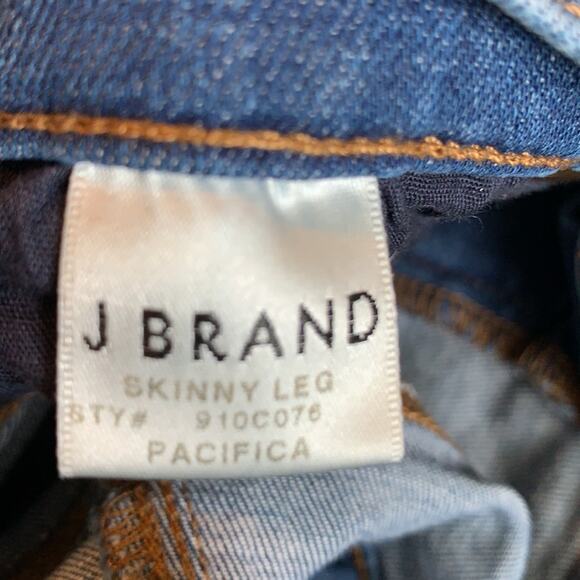 J BRAND
SKINNY LEG
STY# 910C076
PACIFICA